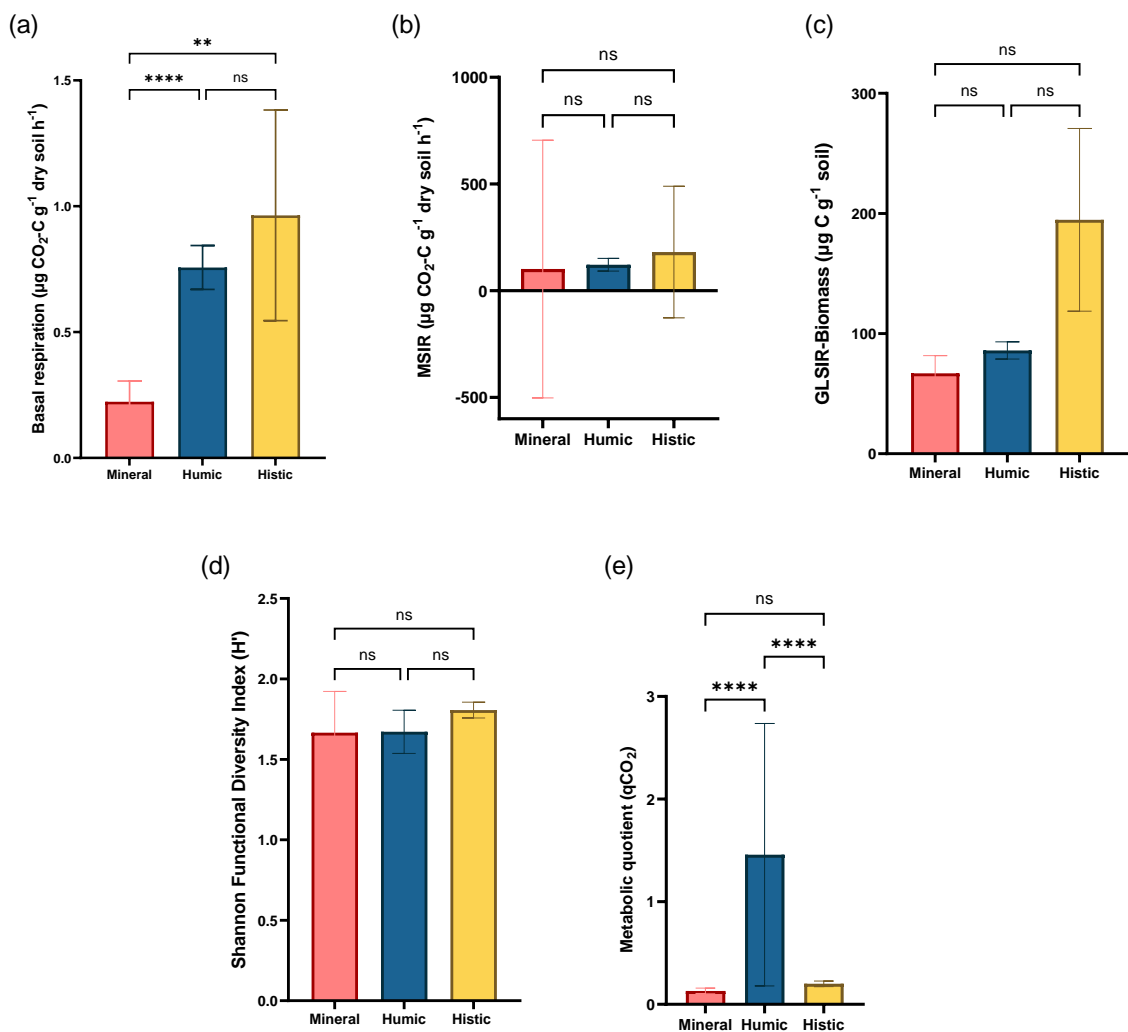 (a)
**
****
ns
1.5
1.0
0.5
0.0
Basal respiration (µg CO₂-C g⁻¹ dry soil h⁻¹)
Mineral Humic Histic
(b)
ns
ns ns
1000
500
0
-500
MSIR (µg CO₂-C g⁻¹ dry soil h⁻¹)
Mineral Humic Histic
(c)
ns
ns ns
300
200
100
0
GLSIR-Biomass (µg C g⁻¹ soil)
Mineral Humic Histic
(d)
ns
ns ns
2.5
2.0
1.5
1.0
0.5
0.0
Shannon Functional Diversity Index (H')
Mineral Humic Histic
(e)
ns
****
****
3
2
1
0
Metabolic quotient (qCO₂)
Mineral Humic Histic